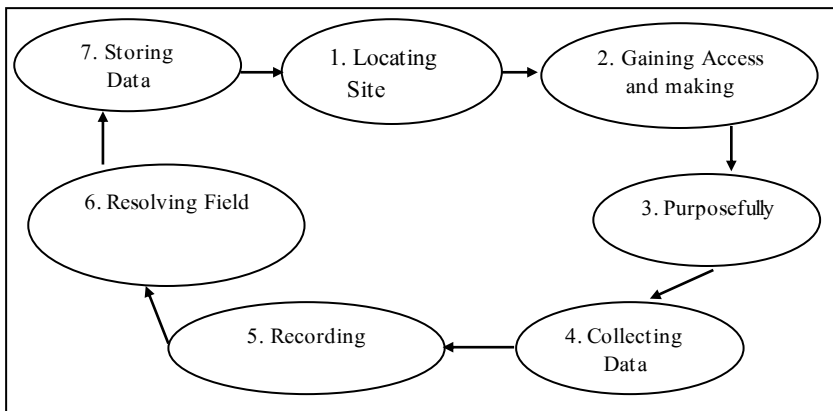 1. Locating
Site
2. Gaining Access
and making
3. Purposefully
4. Collecting
Data
5. Recording
6. Resolving Field
7. Storing
Data